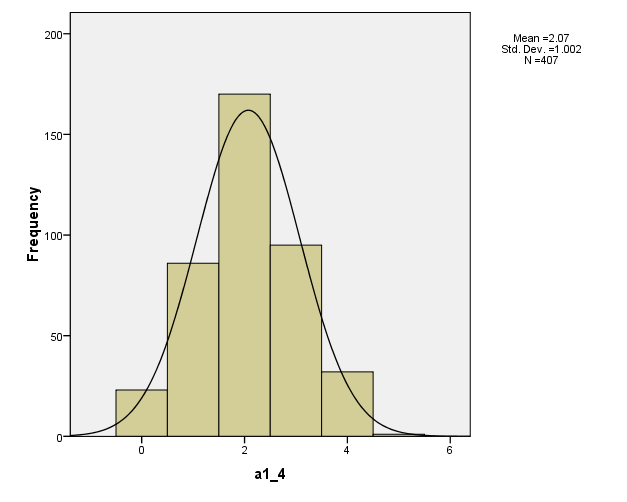 200
150
100
50
0
Frequency
0 2 4 6
a1_4
Mean =2.07
Std. Dev. =1.002
N =407